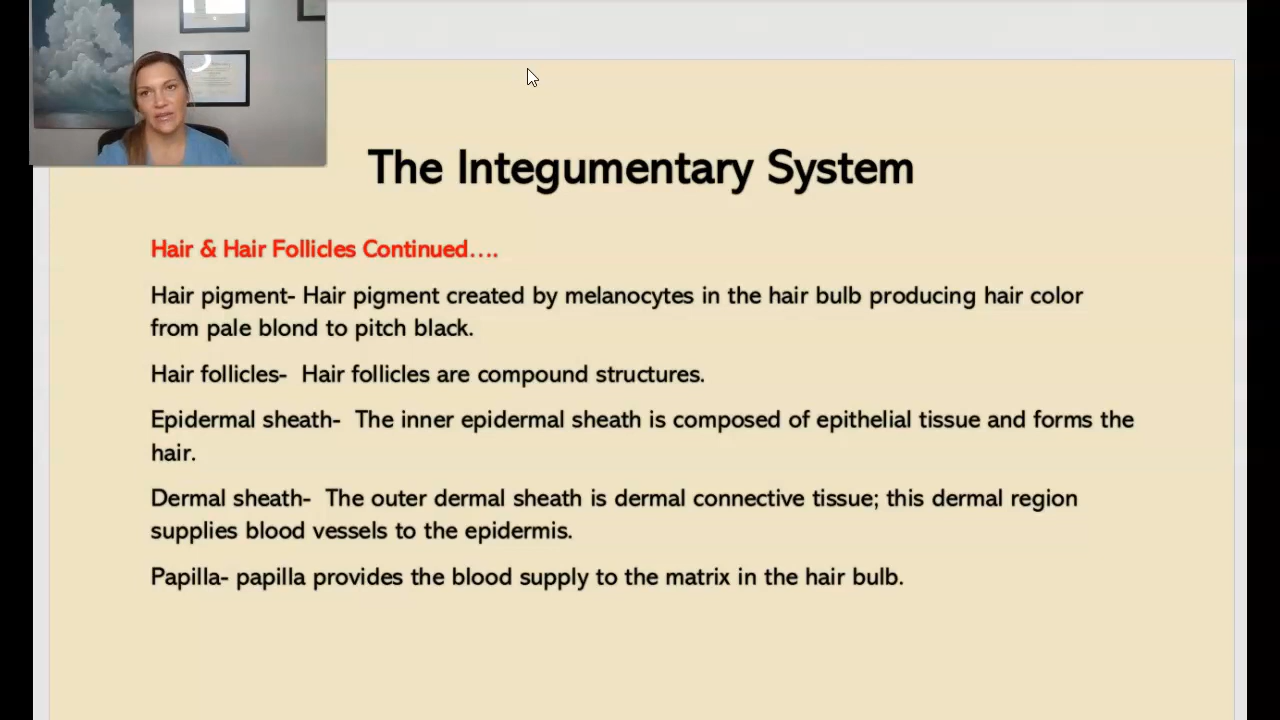 The Integumentary System
Hair & Hair Follicles Continued....
Hair pigment- Hair pigment created by melanocytes in the hair bulb producing hair color
from pale blond to pitch black.
Hair follicles-  Hair follicles are compound structures.
Epidermal sheath-  The inner epidermal sheath is composed of epithelial tissue and forms the
hair.
Dermal sheath-  The outer dermal sheath is dermal connective tissue; this dermal region
supplies blood vessels to the epidermis.
Papilla- papilla provides the blood supply to the matrix in the hair bulb.